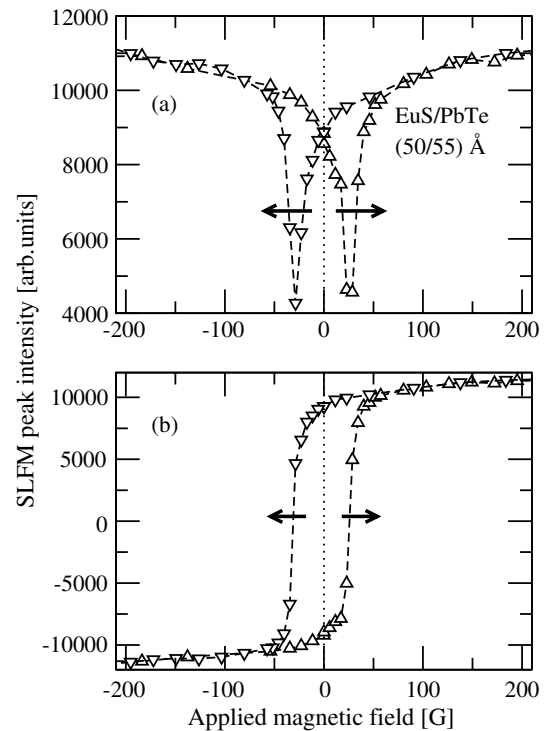 12000
10000
8000
6000
4000
(a)
EuS/PbTe
(50/55) Å
-200 -100 0 100 200
SLFM peak intensity [arb.units]
10000
5000
0
-5000
-10000
(b)
-200 -100 0 100 200
Applied magnetic field [G]